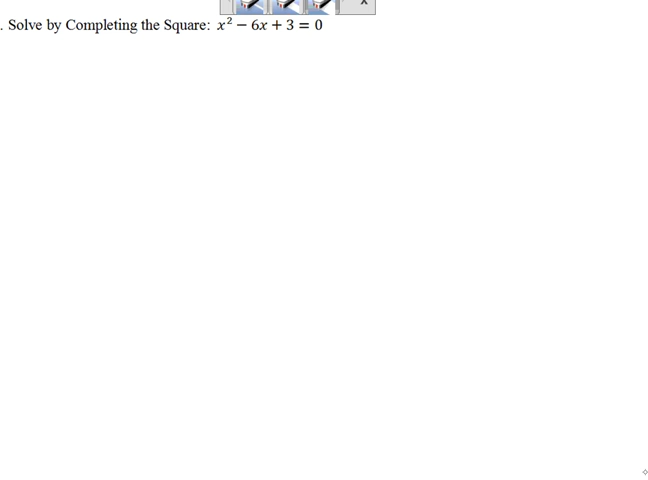 . Solve by Completing the Square: x² − 6x + 3 = 0